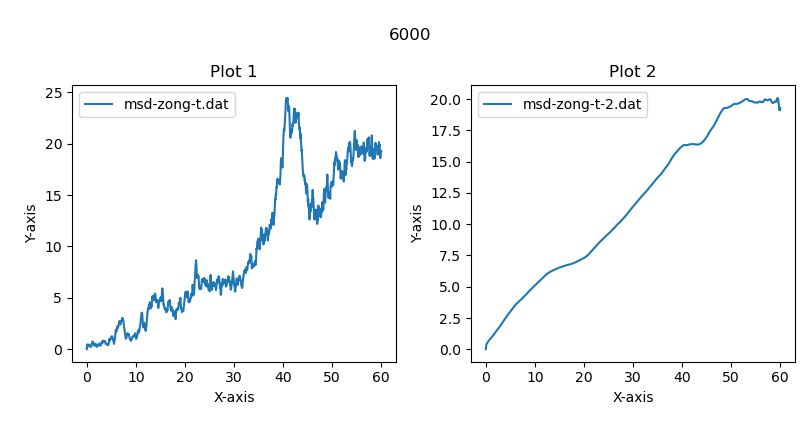 6000
Plot 1
msd-zong-t.dat
Y-axis
25
20
15
10
5
0
0 10 20 30 40 50 60
X-axis
Plot 2
msd-zong-t-2.dat
Y-axis
20.0
17.5
15.0
12.5
10.0
7.5
5.0
2.5
0.0
0 10 20 30 40 50 60
X-axis